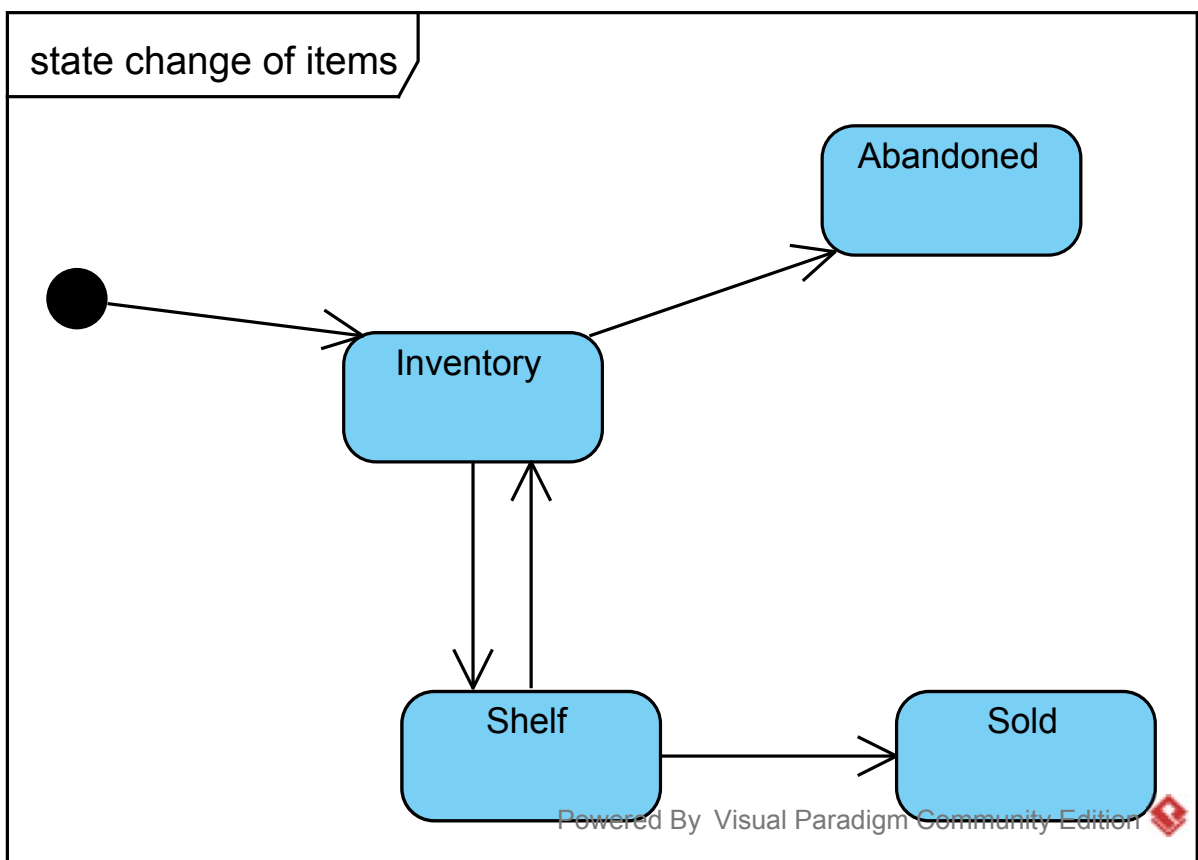 state change of items
Abandoned
Inventory
Shelf
Sold
Powered By Visual Paradigm Community Edition